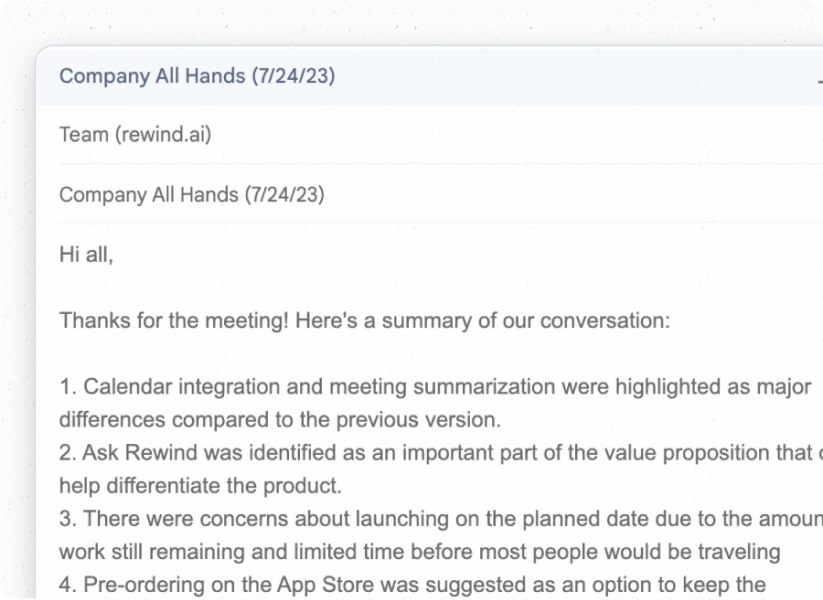 Company All Hands (7/24/23)
Team (rewind.ai)
Company All Hands (7/24/23)
Hi all,
Thanks for the meeting! Here's a summary of our conversation:
1. Calendar integration and meeting summarization were highlighted as major
differences compared to the previous version.
2. Ask Rewind was identified as an important part of the value proposition that
help differentiate the product.
3. There were concerns about launching on the planned date due to the
work still remaining and limited time before most people would be traveling
4. Pre-ordering on the App Store was suggested as an option to keep the